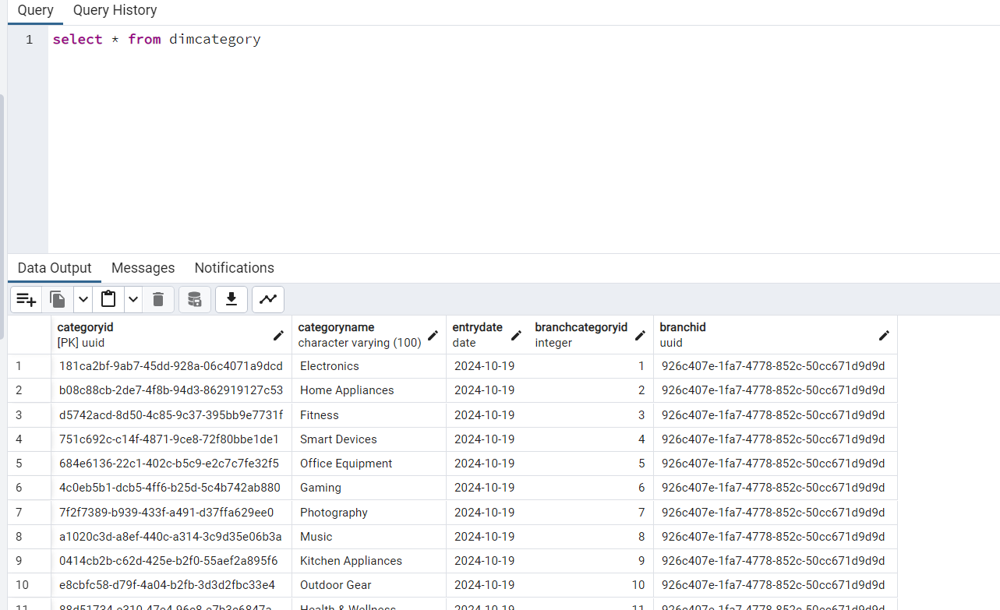 Query Query History
1 select * from dimcategory
Data Output Messages Notifications
categoryid categoryname entrydate branchcategoryid branchid
[PK] uuid character varying (100) date integer uuid
1 181ca2bf-9ab7-45dd-928a-06c4071a9dcd Electronics 2024-10-19 1 926c407e-1fa7-4778-852c-50cc671d9d9d
2 b08c88cb-2de7-4f8b-94d3-862919127c53 Home Appliances 2024-10-19 2 926c407e-1fa7-4778-852c-50cc671d9d9d
3 d5742acd-8d50-4c85-9c37-395bb9e7731f Fitness 2024-10-19 3 926c407e-1fa7-4778-852c-50cc671d9d9d
4 751c692c-c14f-4871-9ce8-72f80bbe1de1 Smart Devices 2024-10-19 4 926c407e-1fa7-4778-852c-50cc671d9d9d
5 684e6136-22c1-402c-b5c9-e2c7c7fe32f5 Office Equipment 2024-10-19 5 926c407e-1fa7-4778-852c-50cc671d9d9d
6 4c0eb5b1-dcb5-4ff6-b25d-5c4b742ab880 Gaming 2024-10-19 6 926c407e-1fa7-4778-852c-50cc671d9d9d
7 7f2f7389-b939-433f-a491-d37ffa629ee0 Photography 2024-10-19 7 926c407e-1fa7-4778-852c-50cc671d9d9d
8 a1020c3d-a8ef-440c-a314-3c9d35e06b3a Music 2024-10-19 8 926c407e-1fa7-4778-852c-50cc671d9d9d
9 0414cb2b-c62d-425e-b2f0-55aef2a895f6 Kitchen Appliances 2024-10-19 9 926c407e-1fa7-4778-852c-50cc671d9d9d
10 e8cbfc58-d79f-4a04-b2fb-3d3d2fbc33e4 Outdoor Gear 2024-10-19 10 926c407e-1fa7-4778-852c-50cc671d9d9d
11 Health & Wellness 2024-10-19 11 926c407e-1fa7-4778-852c-50cc671d9d9d